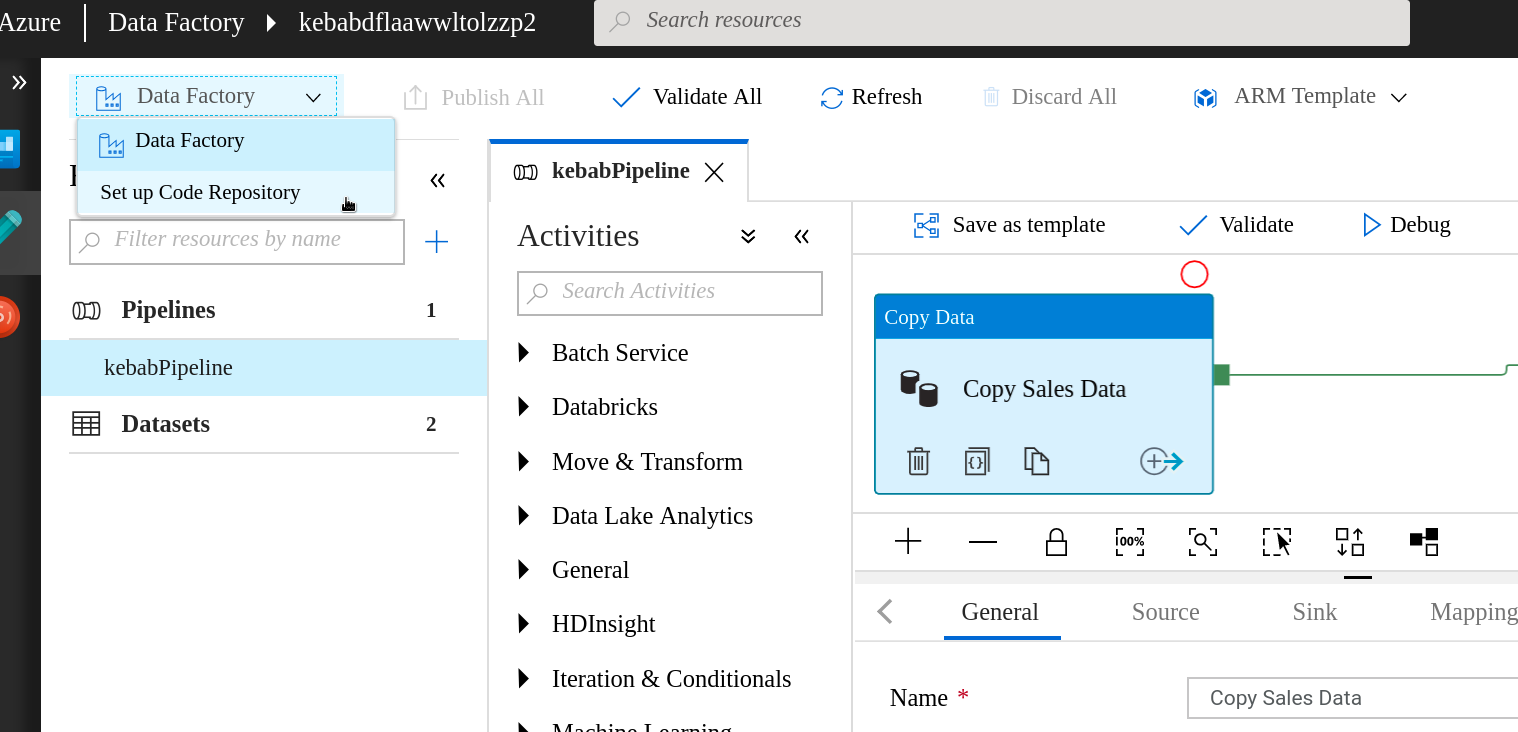 Azure
Data Factory
kebabdflaawwltolzzp2
Search resources
Data Factory
Publish All
Validate All
Refresh
Discard All
ARM Template
Data Factory
Set up Code Repository
Filter resources by name
Pipelines 1
kebabPipeline
Datasets 2
kebabPipeline
Activities
Search Activities
Batch Service
Databricks
Move & Transform
Data Lake Analytics
General
HDInsight
Iteration & Conditionals
Machine Learning
Save as template
Validate
Debug
Copy Data
Copy Sales Data
{}
100%
General
Source
Sink
Mapping
Name *
Copy Sales Data